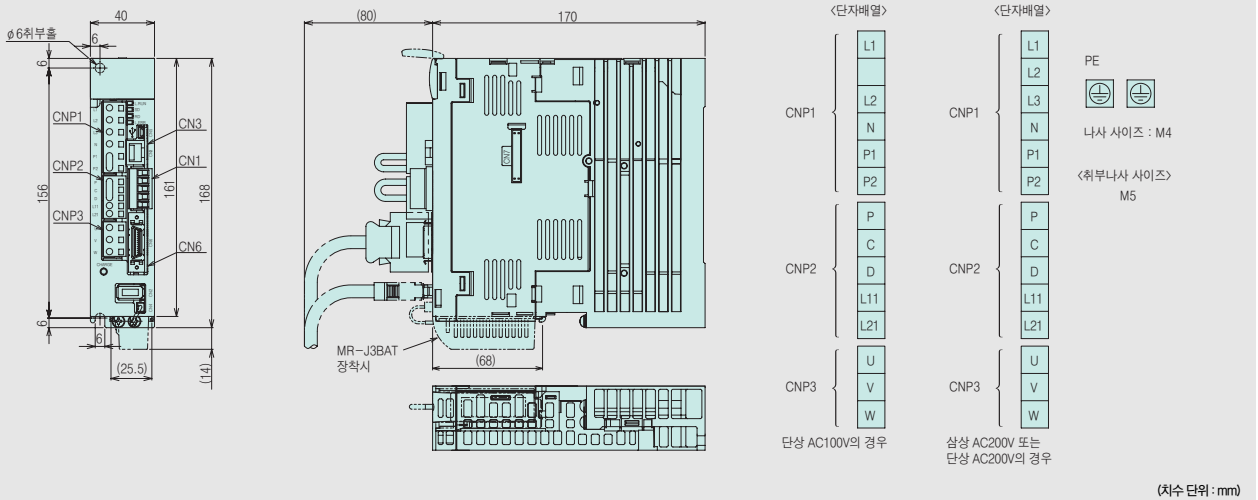 40
(80)
170
φ6취부홀
6
6
CNP1
CN3
CN1
CNP2
156
161
168
CNP3
CN6
CHARGE
6
6
(25.5)
(14)
CN7
MR-J3BAT
장착시
(68)
<단자배열>
CNP1
L1
L2
N
P1
P2
CNP2
P
C
D
L11
L21
CNP3
U
V
W
단상 AC100V의 경우
<단자배열>
CNP1
L1
L2
L3
N
P1
P2
CNP2
P
C
D
L11
L21
CNP3
U
V
W
삼상 AC200V 또는
단상 AC200V의 경우
PE
나사 사이즈 : M4
<취부나사 사이즈>
M5
(치수 단위 : mm)